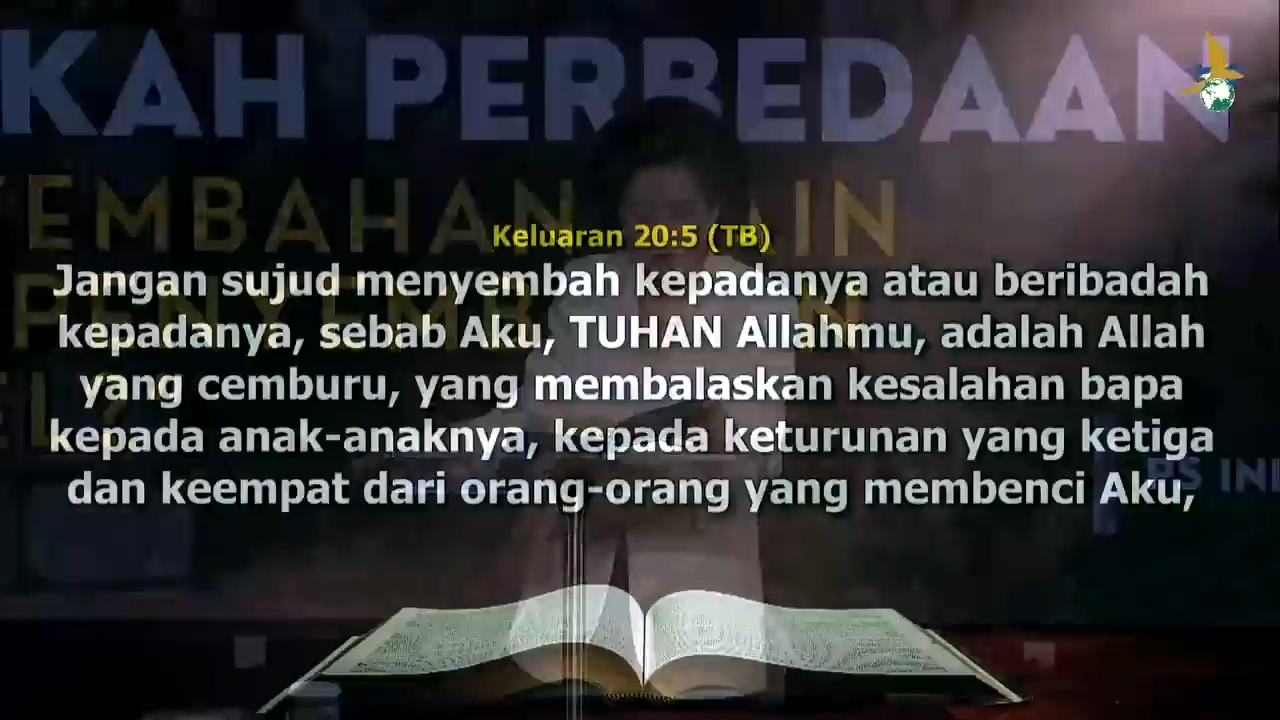 KAH PERBEDAAN
Keluaran 20:5 (TB)
Jangan sujud menyembah kepadanya atau beribadah
kepadanya, sebab Aku, TUHAN Allahmu, adalah Allah
yang cemburu, yang membalaskan kesalahan bapa
kepada anak-anaknya, kepada keturunan yang ketiga
dan keempat dari orang-orang yang membenci Aku,